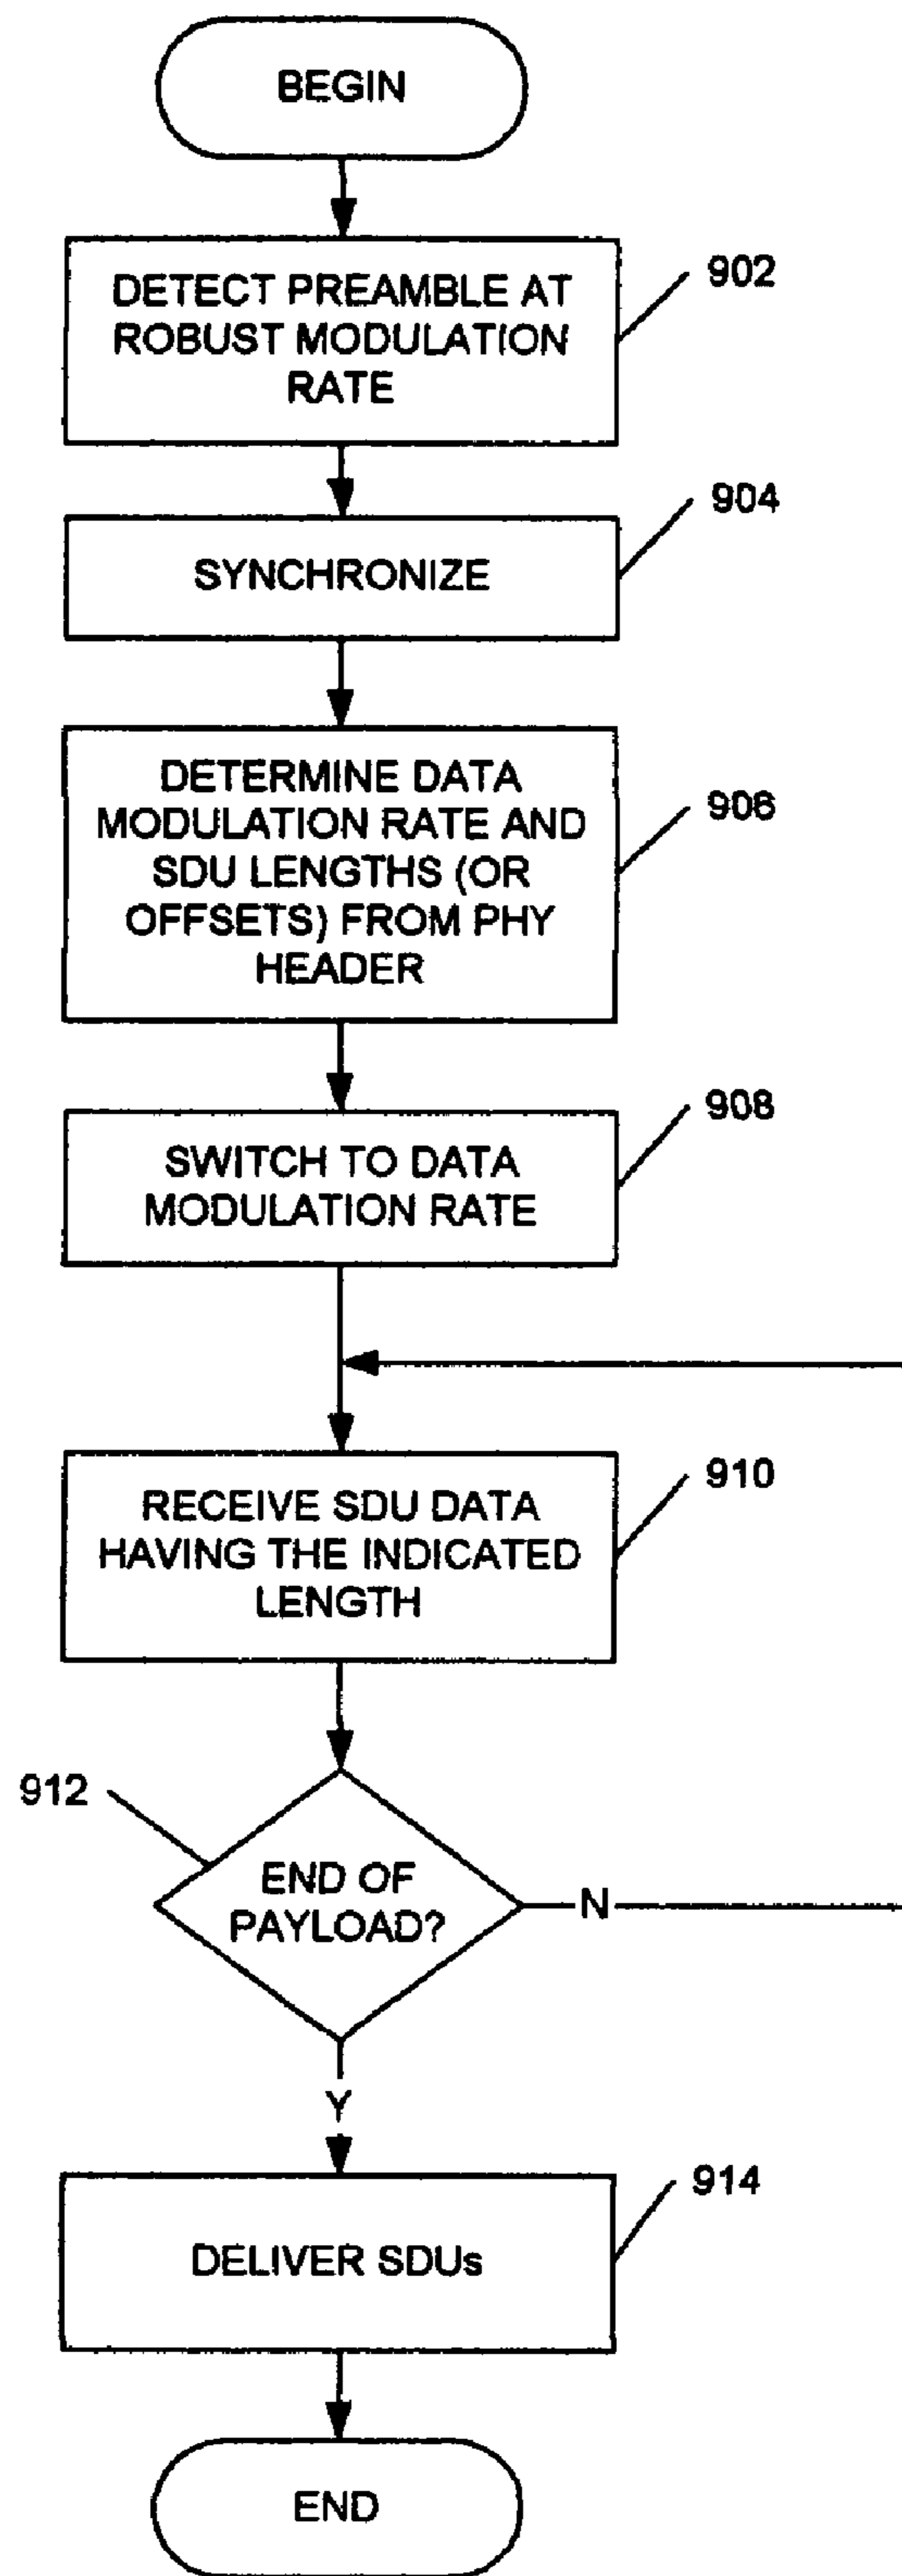 BEGIN
DETECT PREAMBLE AT
ROBUST MODULATION
RATE
902
SYNCHRONIZE
904
DETERMINE DATA
MODULATION RATE AND
SDU LENGTHS (OR
OFFSETS) FROM PHY
HEADER
906
SWITCH TO DATA
MODULATION RATE
908
RECEIVE SDU DATA
HAVING THE INDICATED
LENGTH
910
912
END OF
PAYLOAD?
N
Y
DELIVER SDUs
914
END